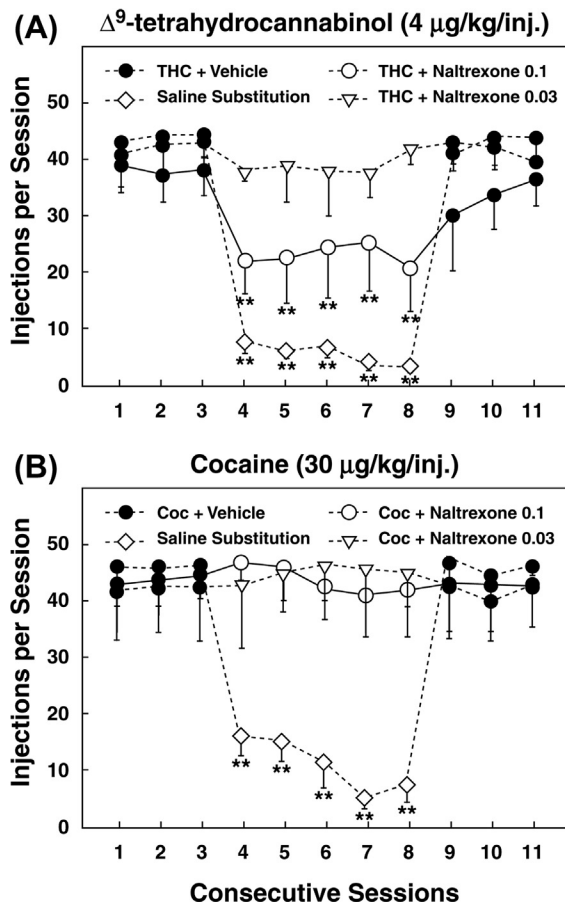 (A) Δ⁹-tetrahydrocannabinol (4 μg/kg/inj.)
THC + Vehicle THC + Naltrexone 0.1
Saline Substitution THC + Naltrexone 0.03
Injections per Session
50
40
30
20
10
0
** ** ** ** **
** ** ** ** **
1 2 3 4 5 6 7 8 9 10 11
(B) Cocaine (30 μg/kg/inj.)
Coc + Vehicle Coc + Naltrexone 0.1
Saline Substitution Coc + Naltrexone 0.03
Injections per Session
50
40
30
20
10
0
** ** ** ** **
1 2 3 4 5 6 7 8 9 10 11
Consecutive Sessions